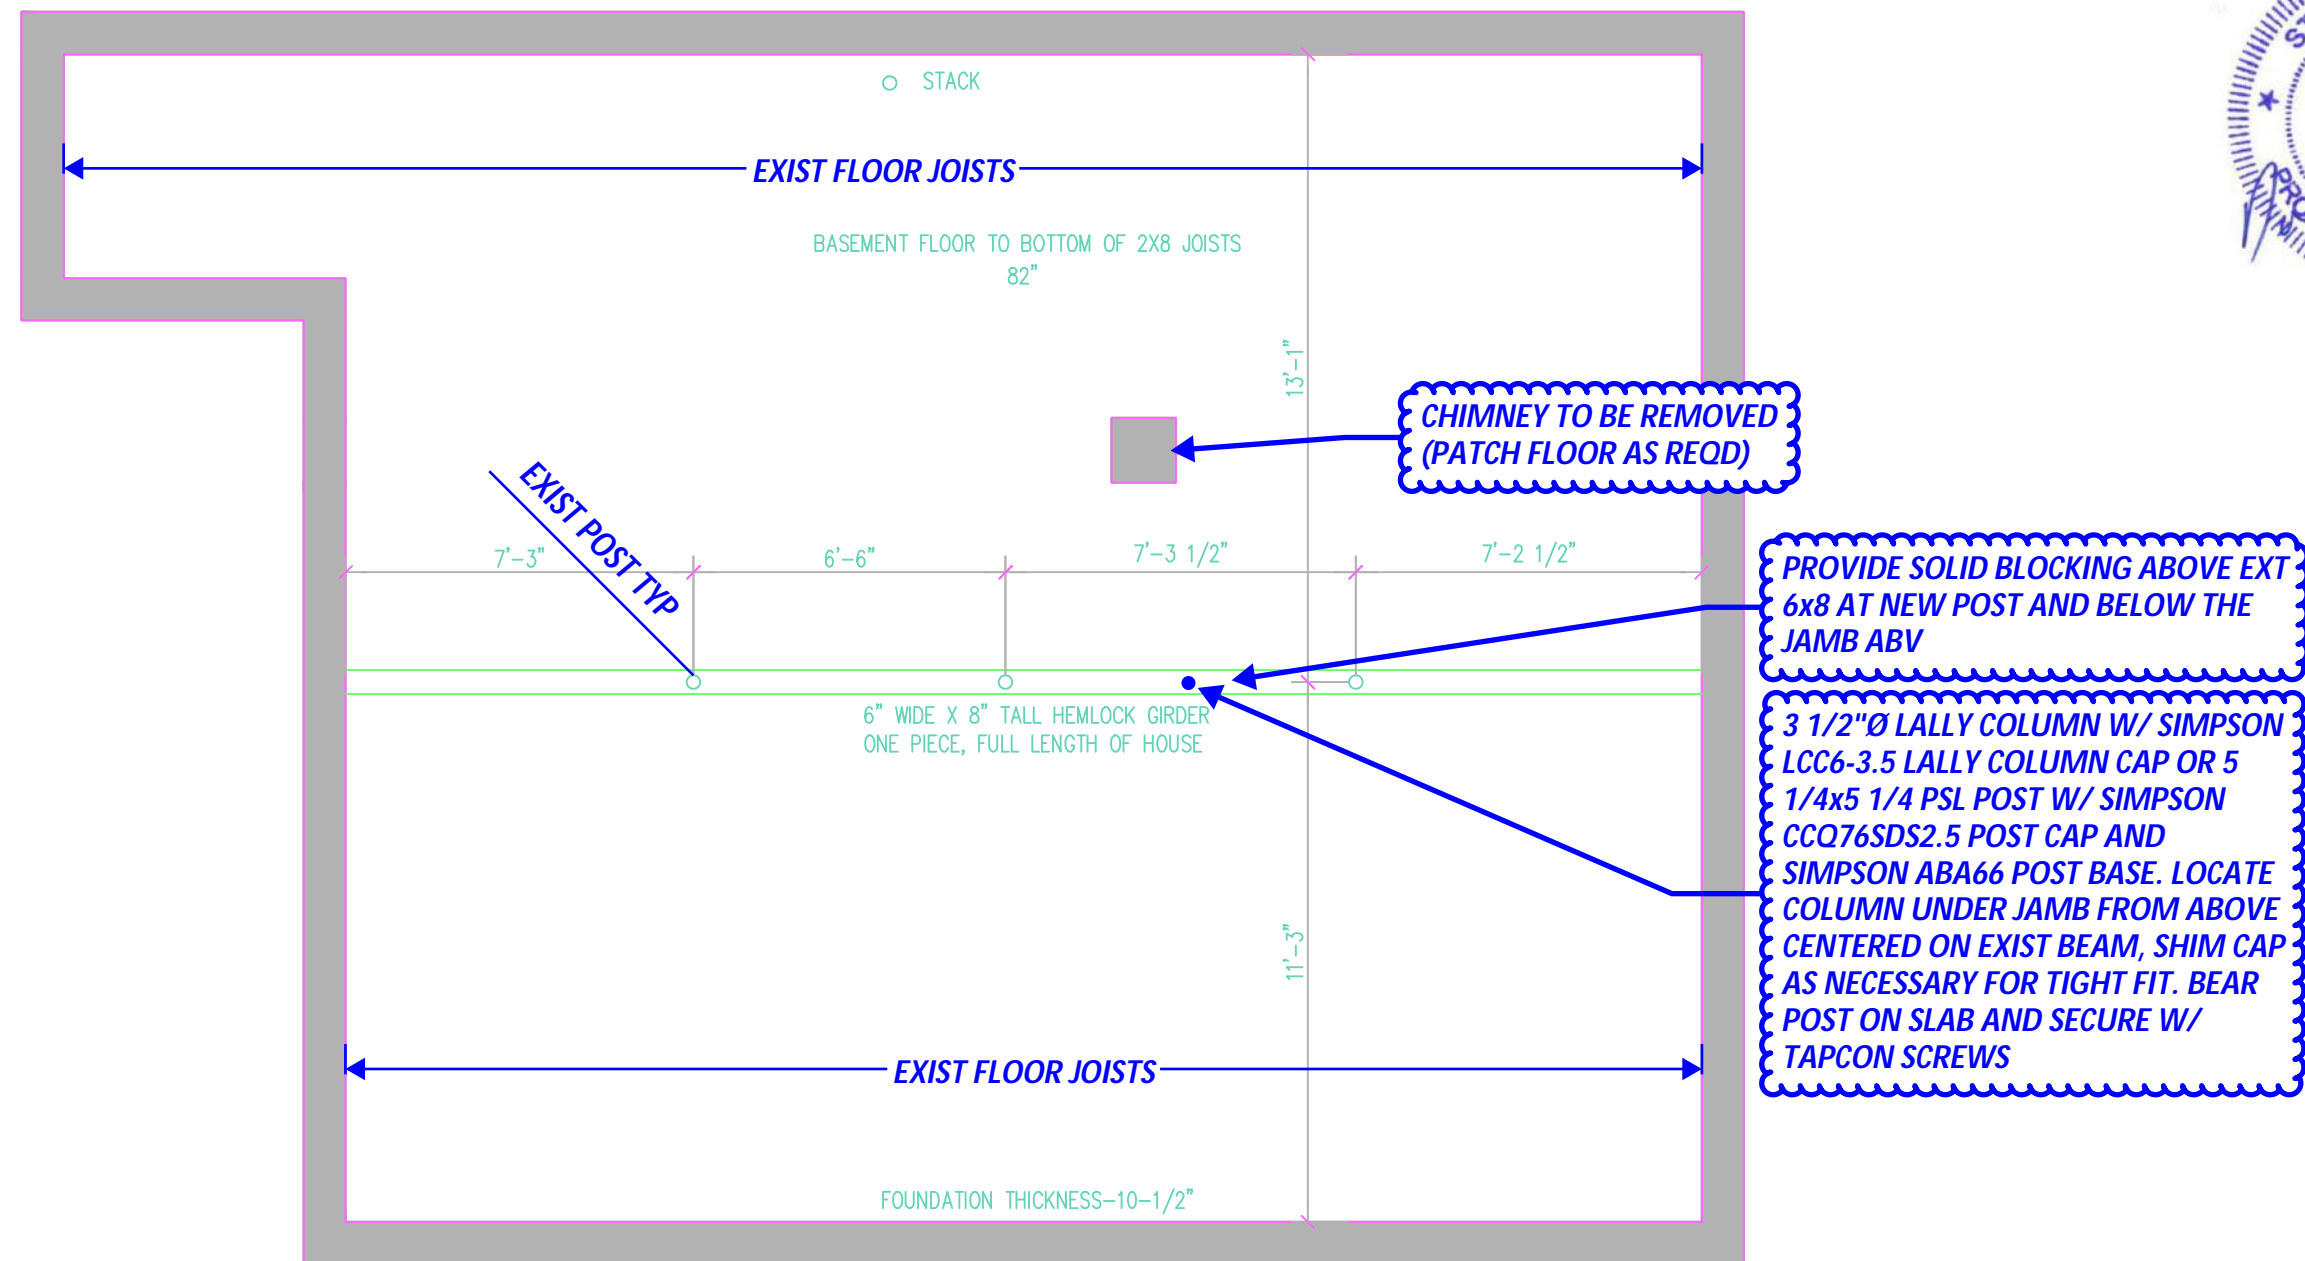 STACK
EXIST FLOOR JOISTS
BASEMENT FLOOR TO BOTTOM OF 2X8 JOISTS
82"
13'-1"
CHIMNEY TO BE REMOVED
(PATCH FLOOR AS REQD)
EXIST POST TYP
7'-3"
6'-6"
7'-3 1/2"
7'-2 1/2"
PROVIDE SOLID BLOCKING ABOVE EXT
6x8 AT NEW POST AND BELOW THE
JAMB ABV
6" WIDE X 8" TALL HEMLOCK GIRDER
ONE PIECE, FULL LENGTH OF HOUSE
3 1/2"Ø LALLY COLUMN W/ SIMPSON
LCC6-3.5 LALLY COLUMN CAP OR 5
1/4x5 1/4 PSL POST W/ SIMPSON
CCQ76SDS2.5 POST CAP AND
SIMPSON ABA66 POST BASE. LOCATE
COLUMN UNDER JAMB FROM ABOVE
CENTERED ON EXIST BEAM, SHIM CAP
AS NECESSARY FOR TIGHT FIT. BEAR
POST ON SLAB AND SECURE W/
TAPCON SCREWS
11'-3"
EXIST FLOOR JOISTS
FOUNDATION THICKNESS-10-1/2"